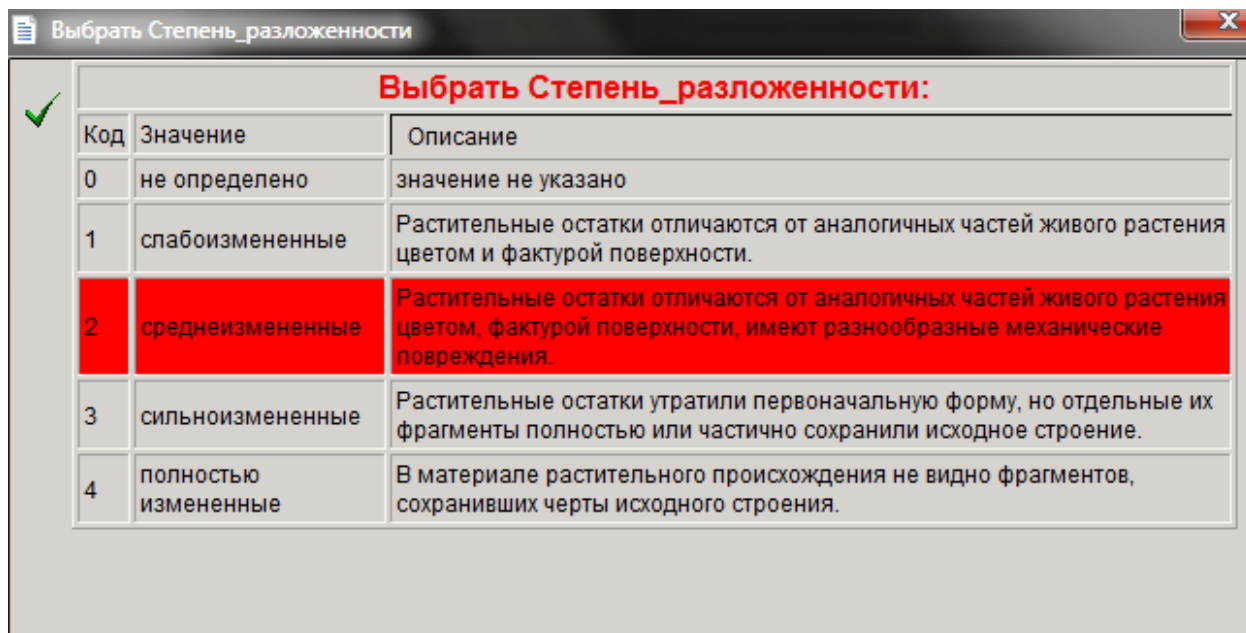 Выбрать Степень_разложенности
Выбрать Степень_разложенности:
Код Значение Описание
0 не определено значение не указано
1 слабоизмененные Растительные остатки отличаются от аналогичных частей живого растения
цветом и фактурой поверхности.
2 среднеизмененные Растительные остатки отличаются от аналогичных частей живого растения
цветом, фактурой поверхности, имеют разнообразные механические
повреждения.
3 сильноизмененные Растительные остатки утратили первоначальную форму, но отдельные их
фрагменты полностью или частично сохранили исходное строение.
4 полностью
измененные
В материале растительного происхождения не видно фрагментов,
сохранивших черты исходного строения.